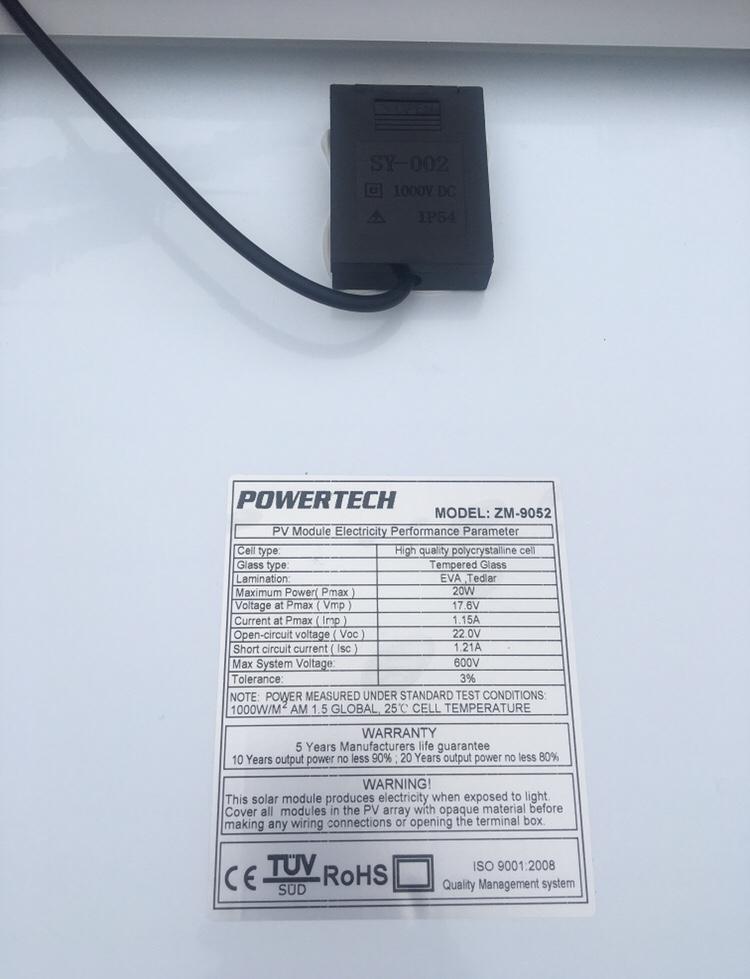 SY-002
1000V DC
IP54
POWERTECH
MODEL: ZM-9052
PV Module Electricity Performance Parameter
Cell type: High quality polycrystalline cell
Glass type: Tempered Glass
Lamination: EVA ,Tedlar
Maximum Power( Pmax ) 20W
Voltage at Pmax ( Vmp ) 17.6V
Current at Pmax ( Imp ) 1.15A
Open-circuit voltage ( Voc ) 22.0V
Short circuit current ( Isc ) 1.21A
Max System Voltage: 600V
Tolerance: 3%
NOTE: POWER MEASURED UNDER STANDARD TEST CONDITIONS:
1000W/M² AM 1.5 GLOBAL, 25℃ CELL TEMPERATURE
WARRANTY
5 Years Manufacturers life guarantee
10 Years output power no less 90% ; 20 Years output power no less 80%
WARNING!
This solar module produces electricity when exposed to light.
Cover all modules in the PV array with opaque material before
making any wiring connections or opening the terminal box.
CE TÜV SÜD RoHS
ISO 9001:2008
Quality Management system